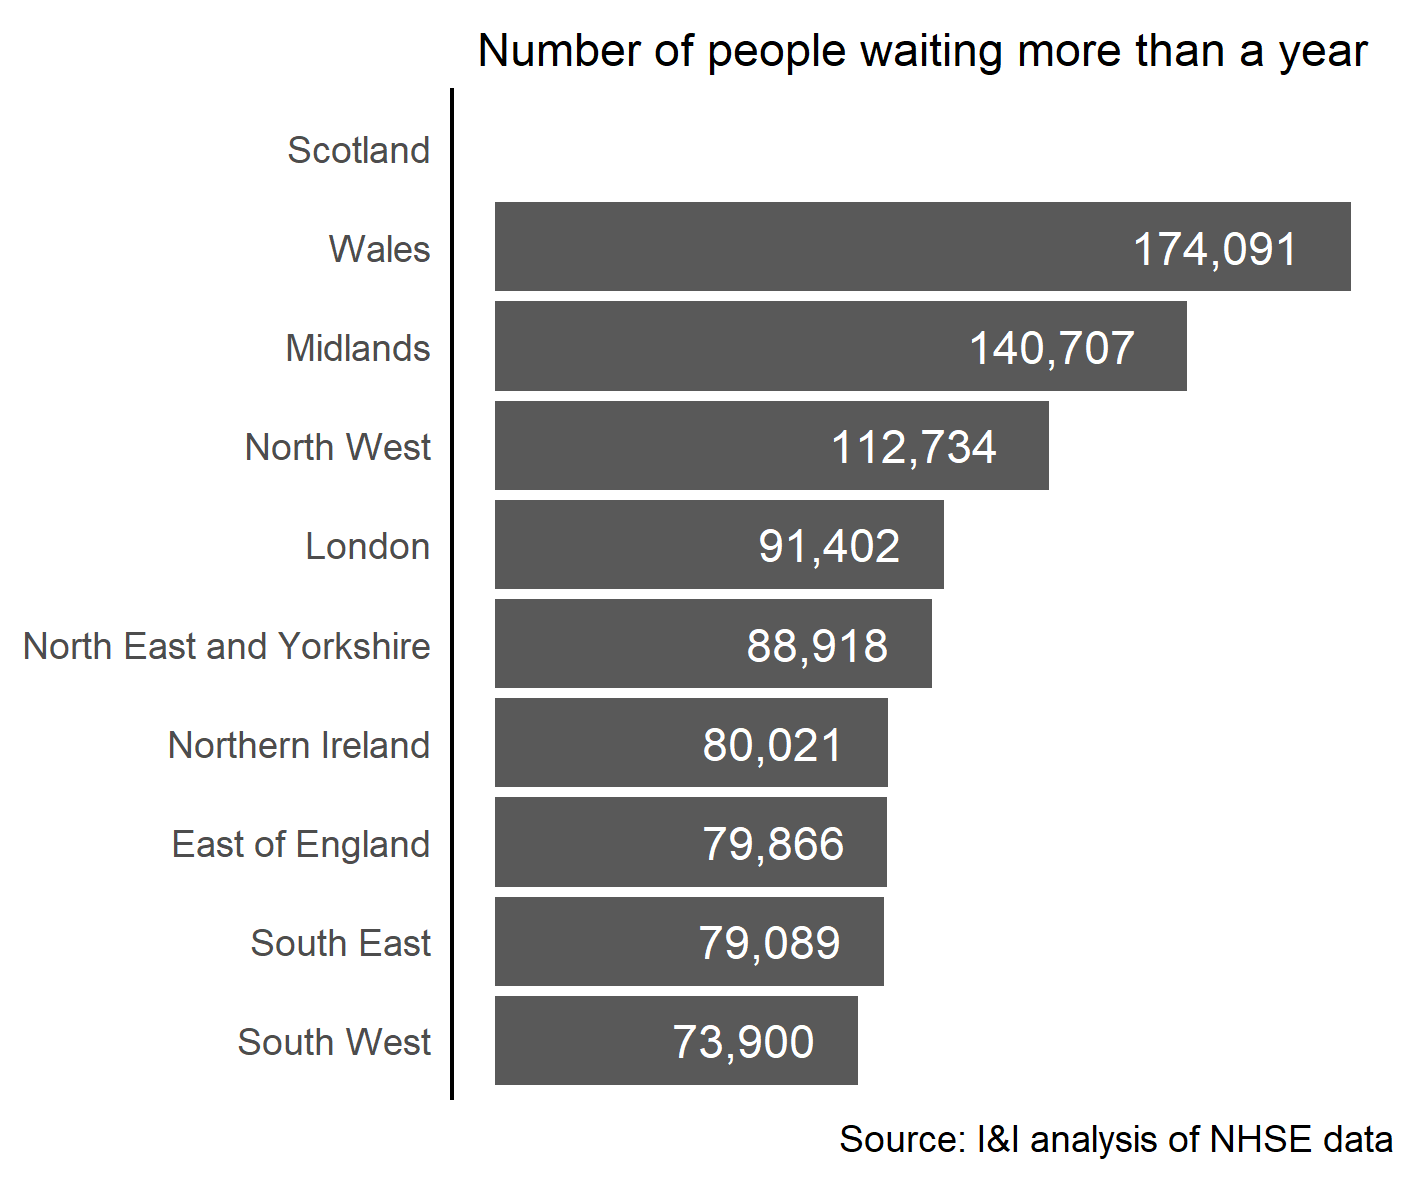 Number of people waiting more than a year
Scotland
Wales 174,091
Midlands 140,707
North West 112,734
London 91,402
North East and Yorkshire 88,918
Northern Ireland 80,021
East of England 79,866
South East 79,089
South West 73,900
Source: I&I analysis of NHSE data